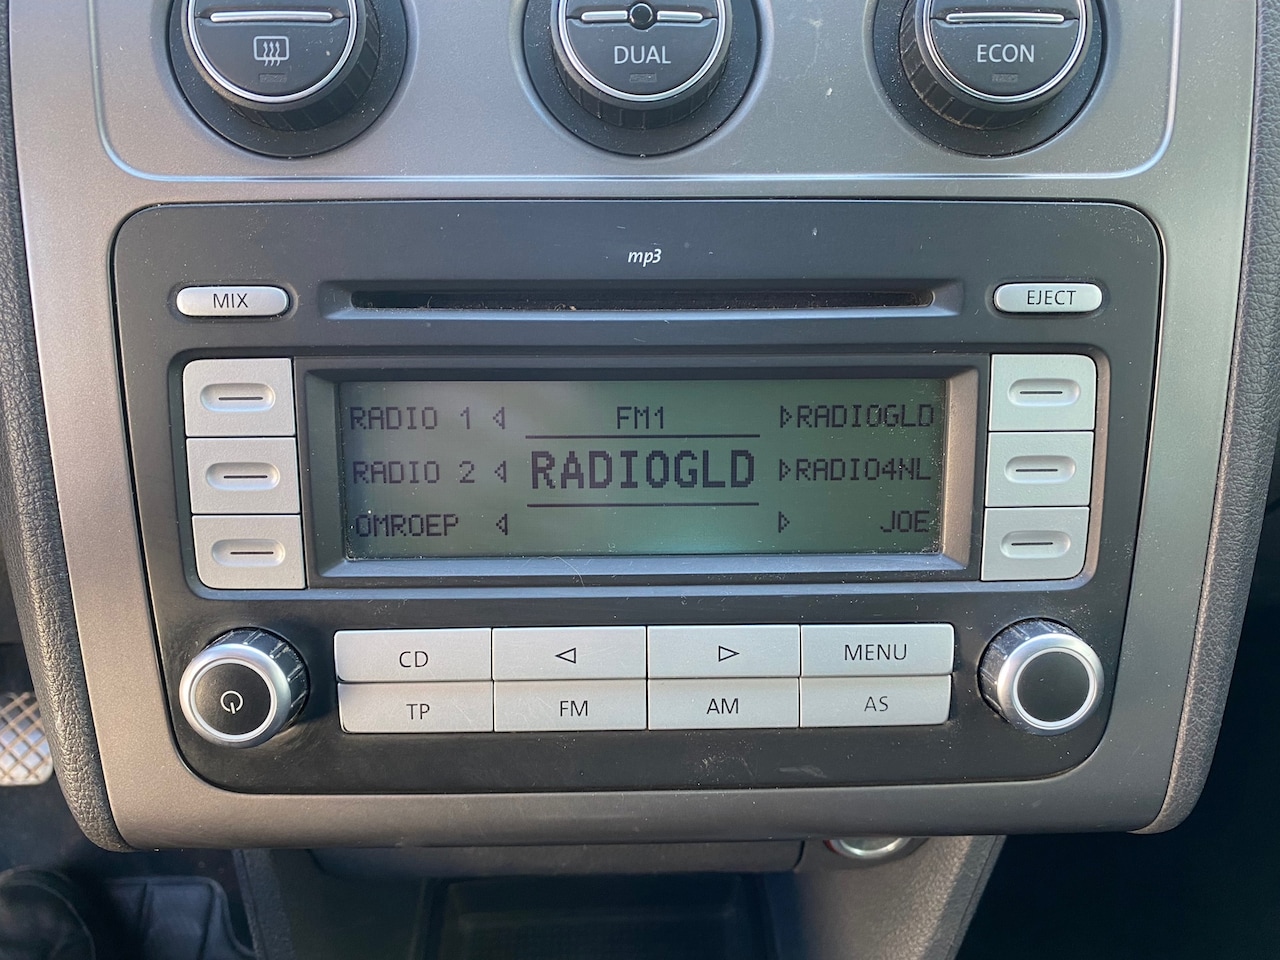 DUAL
ECON
mp3
MIX
EJECT
RADIO 1
FM1
RADIOGLD
RADIO 2
RADIOGLD
RADIO4NL
OMROEP
JOE
CD
MENU
TP
FM
AM
AS